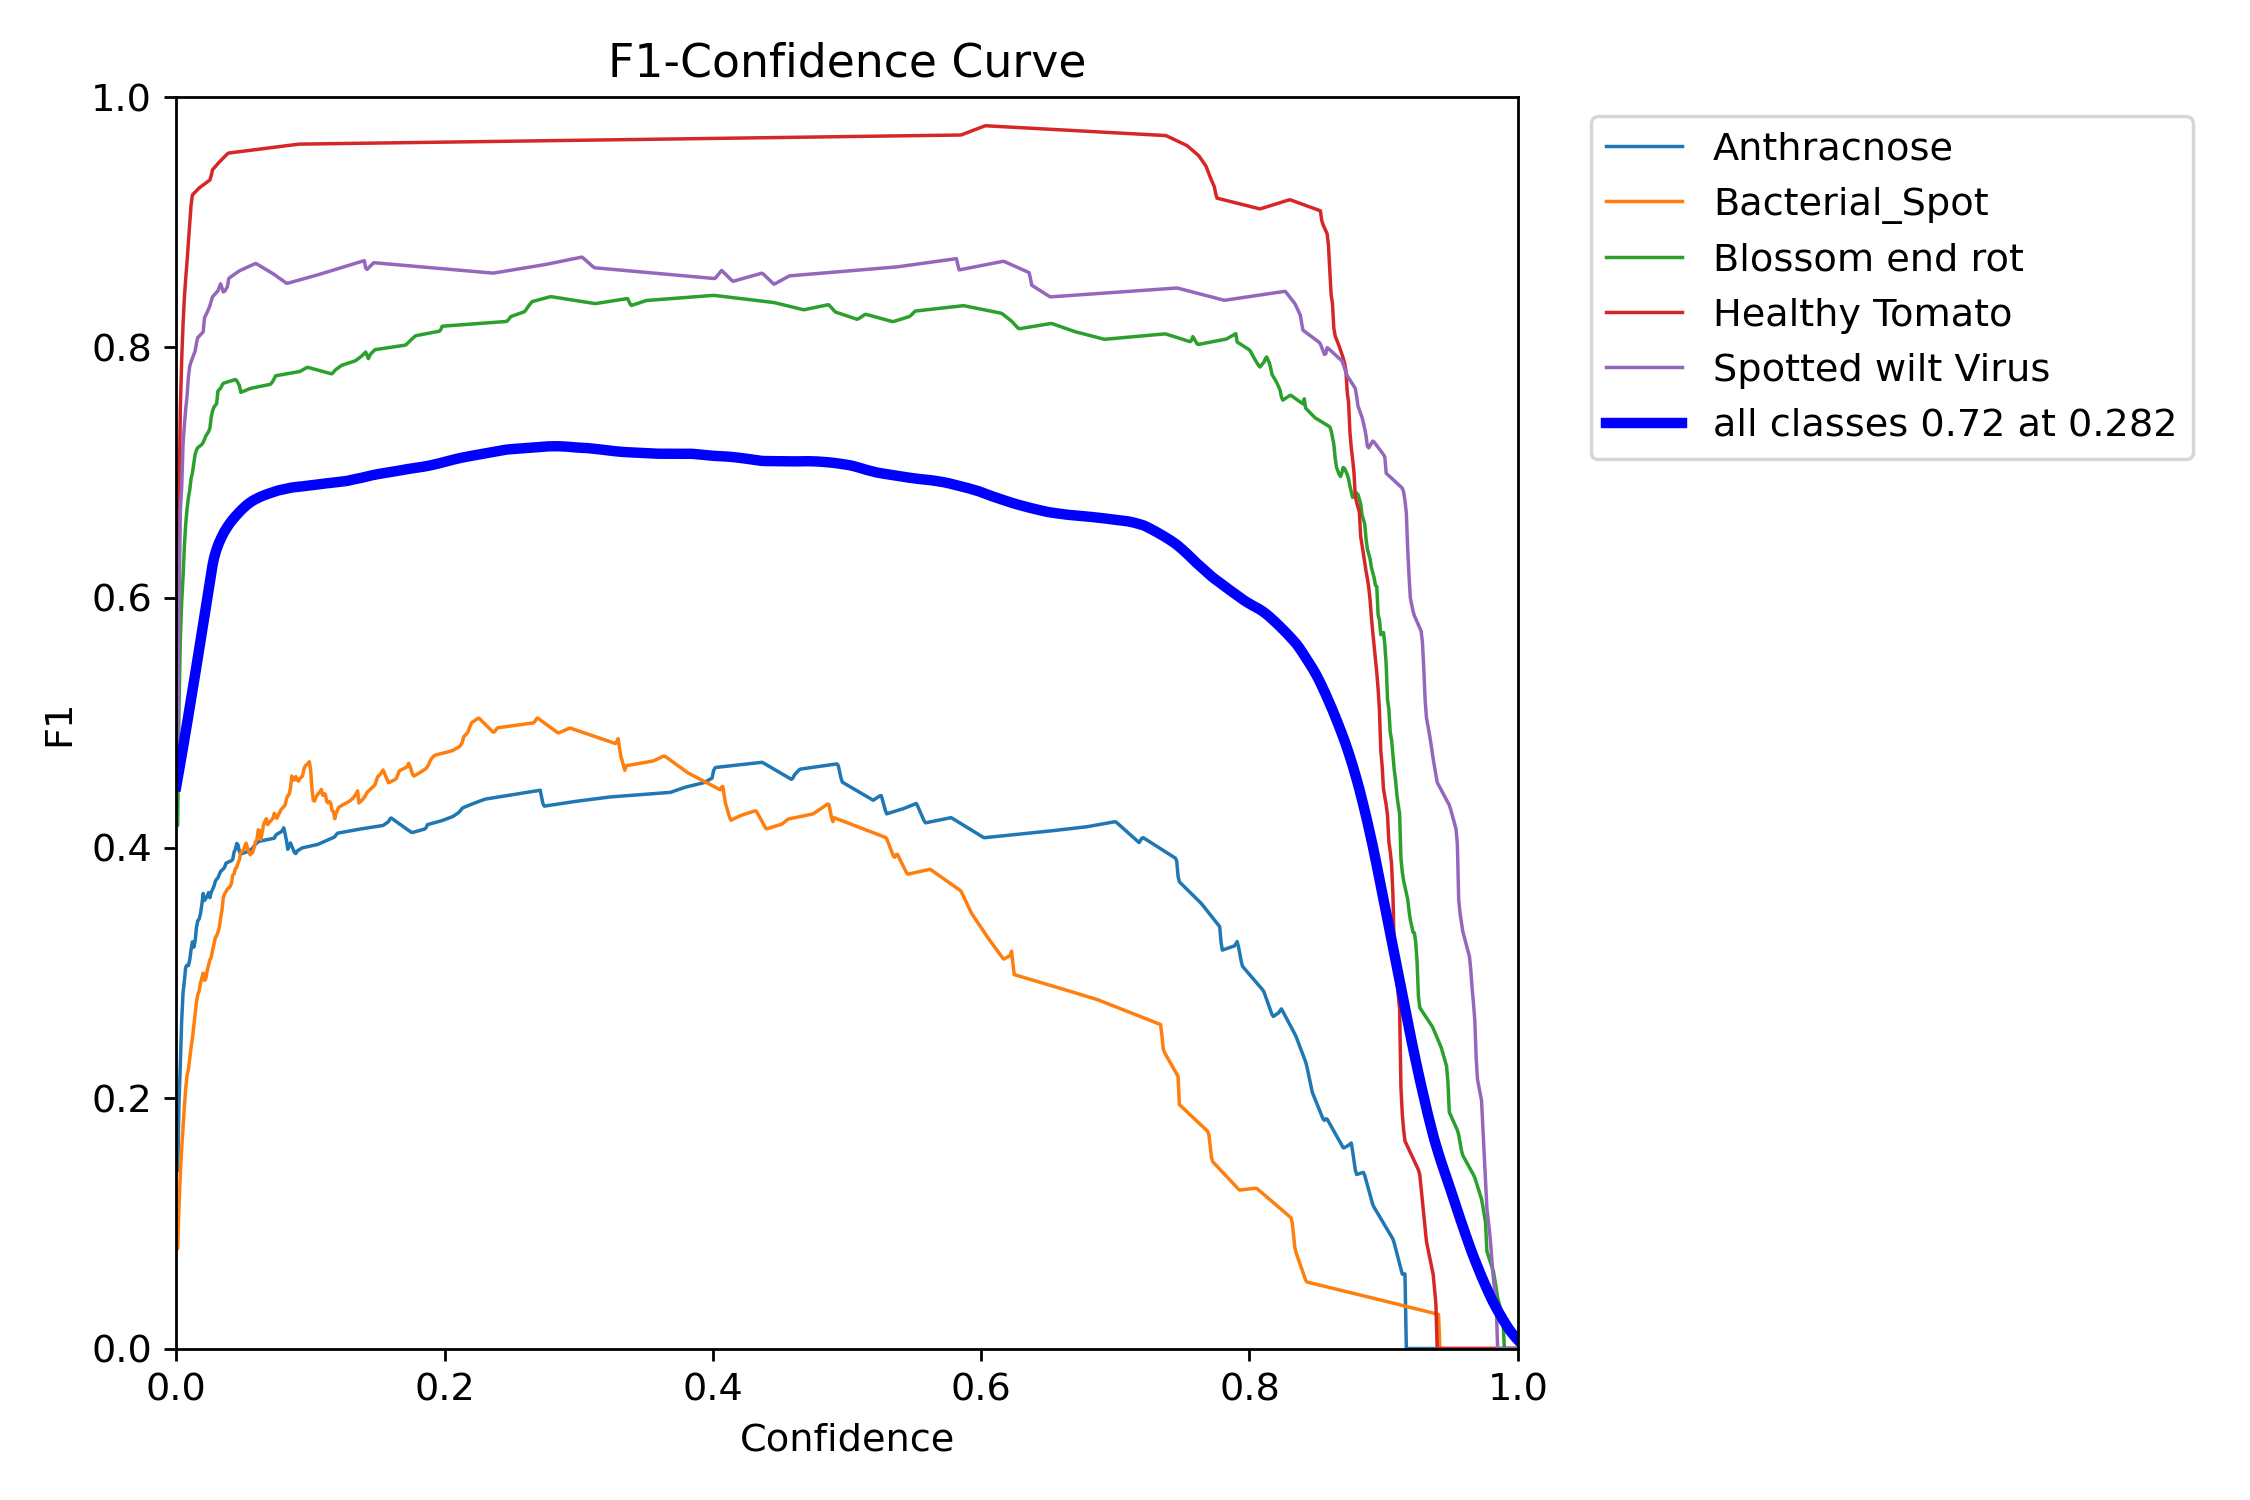 F1-Confidence Curve
1.0
0.8
0.6
0.4
0.2
0.0
F1
0.0 0.2 0.4 0.6 0.8 1.0
Confidence
Anthracnose
Bacterial_Spot
Blossom end rot
Healthy Tomato
Spotted wilt Virus
all classes 0.72 at 0.282